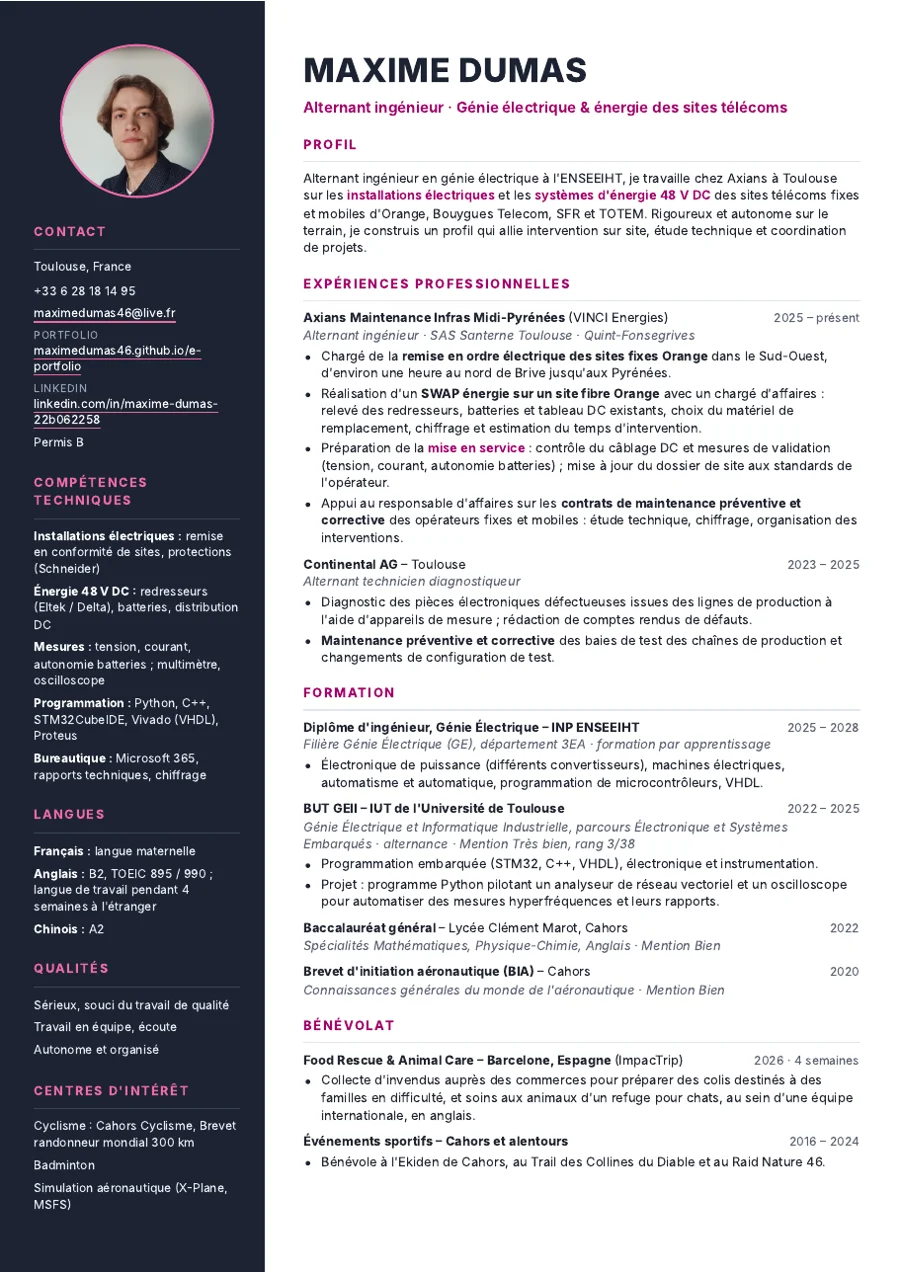 CONTACT
Toulouse, France
+33 6 28 18 14 95
maximedumas46@live.fr
PORTFOLIO
maximedumas46.github.io/e-
portfolio
LINKEDIN
linkedin.com/in/maxime-dumas-
22b062258
Permis B
COMPÉTENCES
TECHNIQUES
Installations électriques : remise
en conformité de sites, protections
(Schneider)
Énergie 48 V DC : redresseurs
(Eltek / Delta), batteries, distribution
DC
Mesures : tension, courant,
autonomie batteries ; multimètre,
oscilloscope
Programmation : Python, C++,
STM32CubeIDE, Vivado (VHDL),
Proteus
Bureautique : Microsoft 365,
rapports techniques, chiffrage
LANGUES
Français : langue maternelle
Anglais : B2, TOEIC 895 / 990 ;
langue de travail pendant 4
semaines à l'étranger
Chinois : A2
QUALITÉS
Sérieux, souci du travail de qualité
Travail en équipe, écoute
Autonome et organisé
CENTRES D'INTÉRÊT
Cyclisme : Cahors Cyclisme, Brevet
randonneur mondial 300 km
Badminton
Simulation aéronautique (X-Plane,
MSFS)
MAXIME DUMAS
Alternant ingénieur · Génie électrique & énergie des sites télécoms
PROFIL
Alternant ingénieur en génie électrique à l'ENSEEIHT, je travaille chez Axians à Toulouse
sur les installations électriques et les systèmes d'énergie 48 V DC des sites télécoms fixes
et mobiles d'Orange, Bouygues Telecom, SFR et TOTEM. Rigoureux et autonome sur le
terrain, je construis un profil qui allie intervention sur site, étude technique et coordination
de projets.
EXPÉRIENCES PROFESSIONNELLES
Axians Maintenance Infras Midi-Pyrénées (VINCI Energies) 2025 – présent
Alternant ingénieur · SAS Santerne Toulouse · Quint-Fonsegrives
• Chargé de la remise en ordre électrique des sites fixes Orange dans le Sud-Ouest,
d'environ une heure au nord de Brive jusqu'aux Pyrénées.
• Réalisation d'un SWAP énergie sur un site fibre Orange avec un chargé d'affaires :
relevé des redresseurs, batteries et tableau DC existants, choix du matériel de
remplacement, chiffrage et estimation du temps d'intervention.
• Préparation de la mise en service : contrôle du câblage DC et mesures de validation
(tension, courant, autonomie batteries) ; mise à jour du dossier de site aux standards de
l'opérateur.
• Appui au responsable d'affaires sur les contrats de maintenance préventive et
corrective des opérateurs fixes et mobiles : étude technique, chiffrage, organisation des
interventions.
Continental AG – Toulouse 2023 – 2025
Alternant technicien diagnostiqueur
• Diagnostic des pièces électroniques défectueuses issues des lignes de production à
l'aide d'appareils de mesure ; rédaction de comptes rendus de défauts.
• Maintenance préventive et corrective des baies de test des chaînes de production et
changements de configuration de test.
FORMATION
Diplôme d'ingénieur, Génie Électrique – INP ENSEEIHT 2025 – 2028
Filière Génie Électrique (GE), département 3EA · formation par apprentissage
• Électronique de puissance (différents convertisseurs), machines électriques,
automatisme et automatique, programmation de microcontrôleurs, VHDL.
BUT GEII – IUT de l'Université de Toulouse 2022 – 2025
Génie Électrique et Informatique Industrielle, parcours Électronique et Systèmes
Embarqués · alternance · Mention Très bien, rang 3/38
• Programmation embarquée (STM32, C++, VHDL), électronique et instrumentation.
• Projet : programme Python pilotant un analyseur de réseau vectoriel et un oscilloscope
pour automatiser des mesures hyperfréquences et leurs rapports.
Baccalauréat général – Lycée Clément Marot, Cahors 2022
Spécialités Mathématiques, Physique-Chimie, Anglais · Mention Bien
Brevet d'initiation aéronautique (BIA) – Cahors 2020
Connaissances générales du monde de l'aéronautique · Mention Bien
BÉNÉVOLAT
Food Rescue & Animal Care – Barcelone, Espagne (ImpacTrip) 2026 · 4 semaines
• Collecte d'invendus auprès des commerces pour préparer des colis destinés à des
familles en difficulté, et soins aux animaux d'un refuge pour chats, au sein d'une équipe
internationale, en anglais.
Événements sportifs – Cahors et alentours 2016 – 2024
• Bénévole à l'Ekiden de Cahors, au Trail des Collines du Diable et au Raid Nature 46.